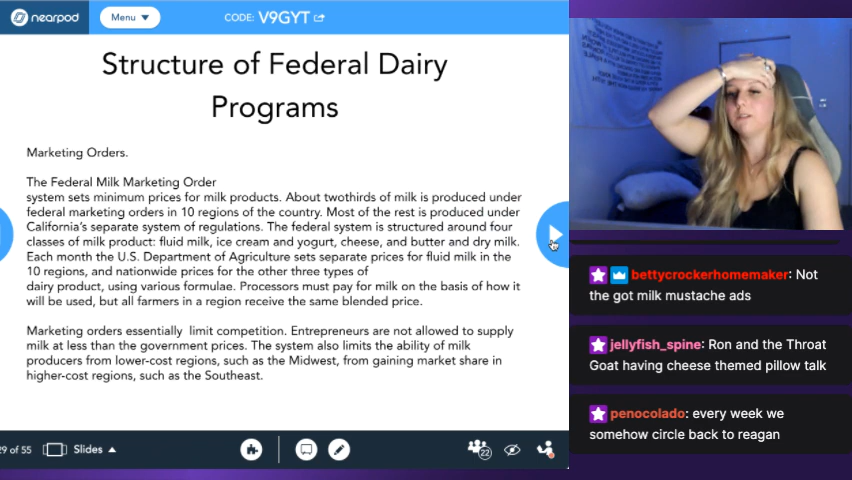 nearpod
Menu
CODE: V9GYT
Structure of Federal Dairy
Programs
Marketing Orders.
The Federal Milk Marketing Order
system sets minimum prices for milk products. About twothirds of milk is produced under
federal marketing orders in 10 regions of the country. Most of the rest is produced under
California's separate system of regulations. The federal system is structured around four
classes of milk product: fluid milk, ice cream and yogurt, cheese, and butter and dry milk.
Each month the U.S. Department of Agriculture sets separate prices for fluid milk in the
10 regions, and nationwide prices for the other three types of
dairy product, using various formulae. Processors must pay for milk on the basis of how it
will be used, but all farmers in a region receive the same blended price.
Marketing orders essentially limit competition. Entrepreneurs are not allowed to supply
milk at less than the government prices. The system also limits the ability of milk
producers from lower-cost regions, such as the Midwest, from gaining market share in
higher-cost regions, such as the Southeast.
29 of 55
Slides
22
bettycrockerhomemaker: Not
the got milk mustache ads
jellyfish_spine: Ron and the Throat
Goat having cheese themed pillow talk
penocolado: every week we
somehow circle back to reagan